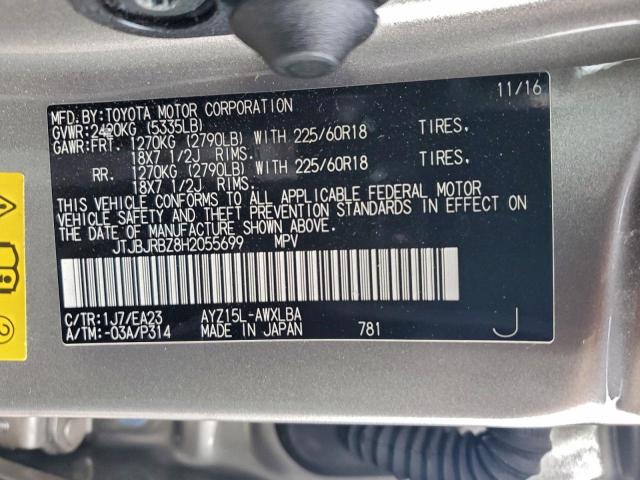 MFD.BY:TOYOTA MOTOR CORPORATION 11/16
GVWR:2420KG (5335LB)
GAWR:FRT. 1270KG (2790LB) WITH 225/60R18 TIRES.
18X7 1/2J RIMS.
RR. 1270KG (2790LB) WITH 225/60R18 TIRES.
18X7 1/2J RIMS.
THIS VEHICLE CONFORMS TO ALL APPLICABLE FEDERAL MOTOR
VEHICLE SAFETY AND THEFT PREVENTION STANDARDS IN EFFECT ON
THE DATE OF MANUFACTURE SHOWN ABOVE.
JTJBJRBZ8H2055699 MPV
C/TR:1J7/EA23 AYZ15L-AWXLBA
A/TM:-03A/P314 MADE IN JAPAN 781 J
2